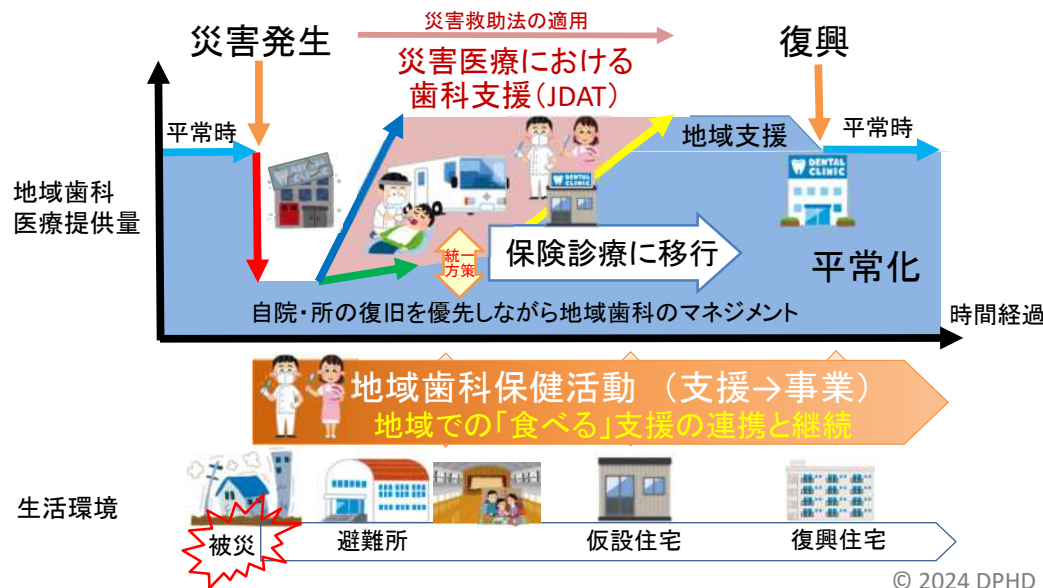 災害救助法の適用
災害発生
復興
災害医療における
歯科支援(JDAT)
平常時
地域支援
平常時
DENTAL
CLINIC
地域歯科
医療提供量
統一
方策
保険診療に移行
平常化
自院・所の復旧を優先しながら地域歯科のマネジメント
時間経過
地域歯科保健活動 (支援→事業)
地域での「食べる」支援の連携と継続
生活環境
被災
避難所
仮設住宅
復興住宅
© 2024 DPHD